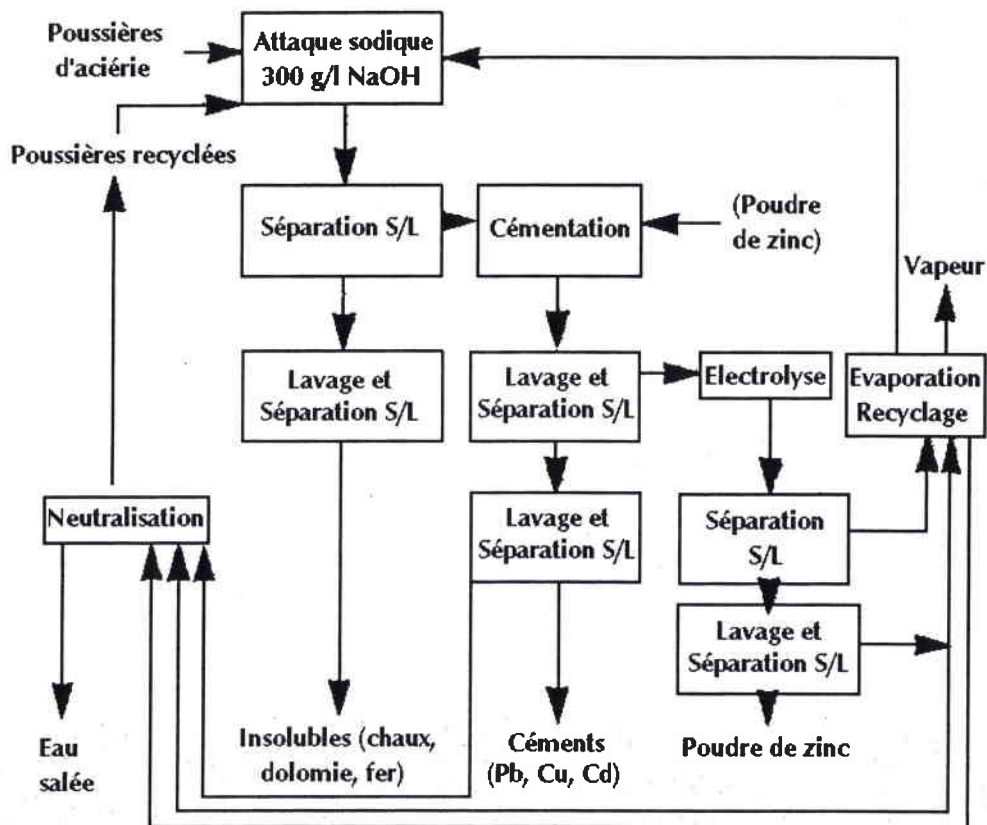 Poussières
d'aciérie
Attaque sodique
300 g/l NaOH
Poussières recyclées
Séparation S/L
Cémentation
(Poudre
de zinc)
Vapeur
Lavage et
Séparation S/L
Lavage et
Séparation S/L
Electrolyse
Evaporation
Recyclage
Neutralisation
Lavage et
Séparation S/L
Séparation
S/L
Lavage et
Séparation S/L
Eau
salée
Insolubles (chaux,
dolomie, fer)
Céments
(Pb, Cu, Cd)
Poudre de zinc